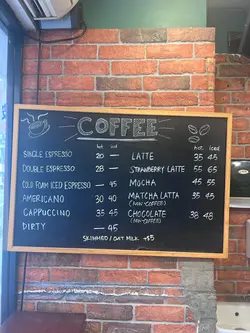 COFFEE
hot iced
SINGLE ESPRESSO 20 —
DOUBLE ESPRESSO 28 —
COLD FOAM ICED ESPRESSO — 45
AMERICANO 30 40
CAPPUCCINO 35 45
DIRTY — 45
hot iced
LATTE 35 45
STRAWBERRY LATTE 55 65
MOCHA 45 55
MATCHA LATTA 35 45
(NON-COFFEE)
CHOCOLATE 38 48
(NON-COFFEE)
SKIMMED / OAT MILK +$5